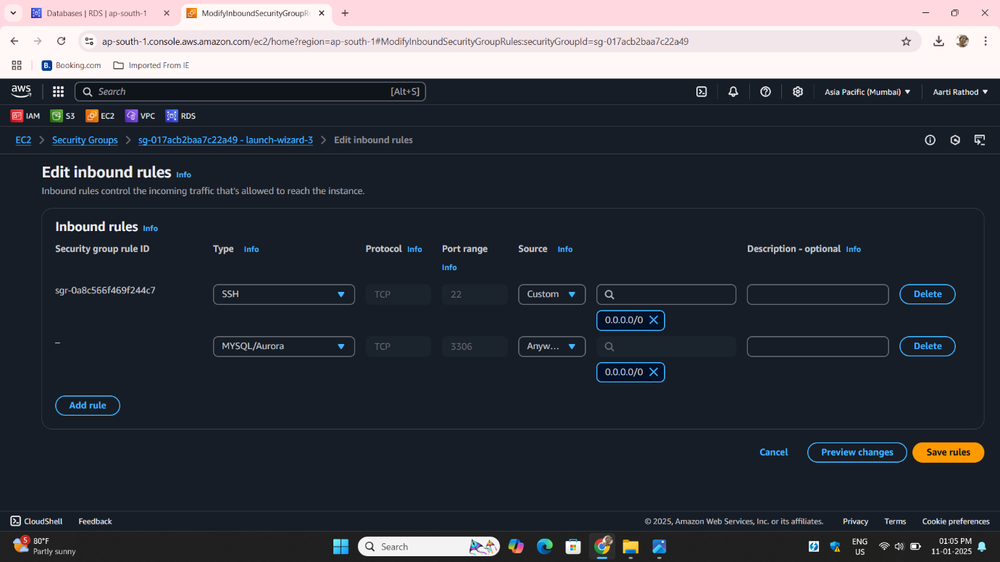 Databases | RDS | ap-south-1
ModifyInboundSecurityGroupRu
ap-south-1.console.aws.amazon.com/ec2/home?region=ap-south-1#ModifyInboundSecurityGroupRules:securityGroupId=sg-017acb2baa7c22a49
B. Booking.com Imported From IE
aws Search [Alt+S] Asia Pacific (Mumbai) Aarti Rathod
IAM S3 EC2 VPC RDS
EC2 Security Groups sg-017acb2baa7c22a49 - launch-wizard-3 Edit inbound rules
Edit inbound rules Info
Inbound rules control the incoming traffic that's allowed to reach the instance.
Inbound rules Info
Security group rule ID Type Info Protocol Info Port range Source Info Description - optional Info
Info
sgr-0a8c566f469f244c7 SSH TCP 22 Custom Delete
0.0.0.0/0
– MYSQL/Aurora TCP 3306 Anyw... Delete
0.0.0.0/0
Add rule
Cancel Preview changes Save rules
CloudShell Feedback © 2025, Amazon Web Services, Inc. or its affiliates. Privacy Terms Cookie preferences
5 80°F
Partly sunny
Search
ENG
US
01:05 PM
11-01-2025